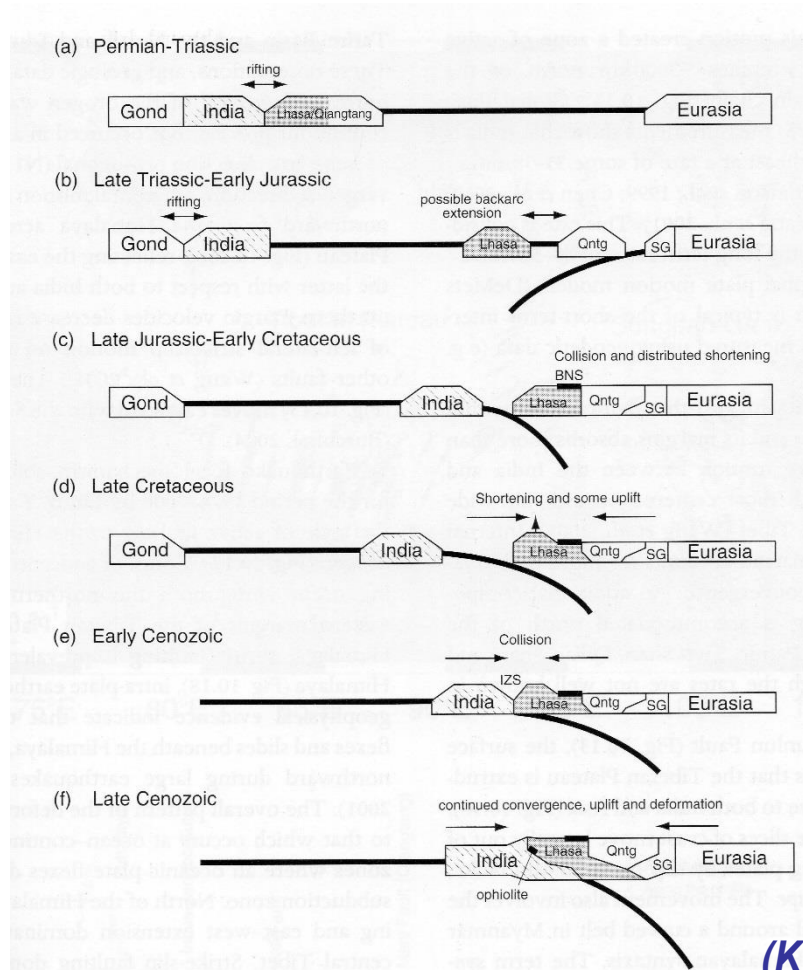 (a) Permian-Triassic
rifting
Gond India Lhasa/Qiangtang Eurasia
(b) Late Triassic-Early Jurassic
rifting
possible backarc
extension
Gond India Lhasa Qntg SG Eurasia
(c) Late Jurassic-Early Cretaceous
Collision and distributed shortening
BNS
Gond India Lhasa Qntg SG Eurasia
(d) Late Cretaceous
Shortening and some uplift
Gond India Lhasa Qntg SG Eurasia
(e) Early Cenozoic
Collision
IZS
India Lhasa Qntg SG Eurasia
(f) Late Cenozoic
continued convergence, uplift and deformation
India Lhasa Qntg SG Eurasia
ophiolite
(K